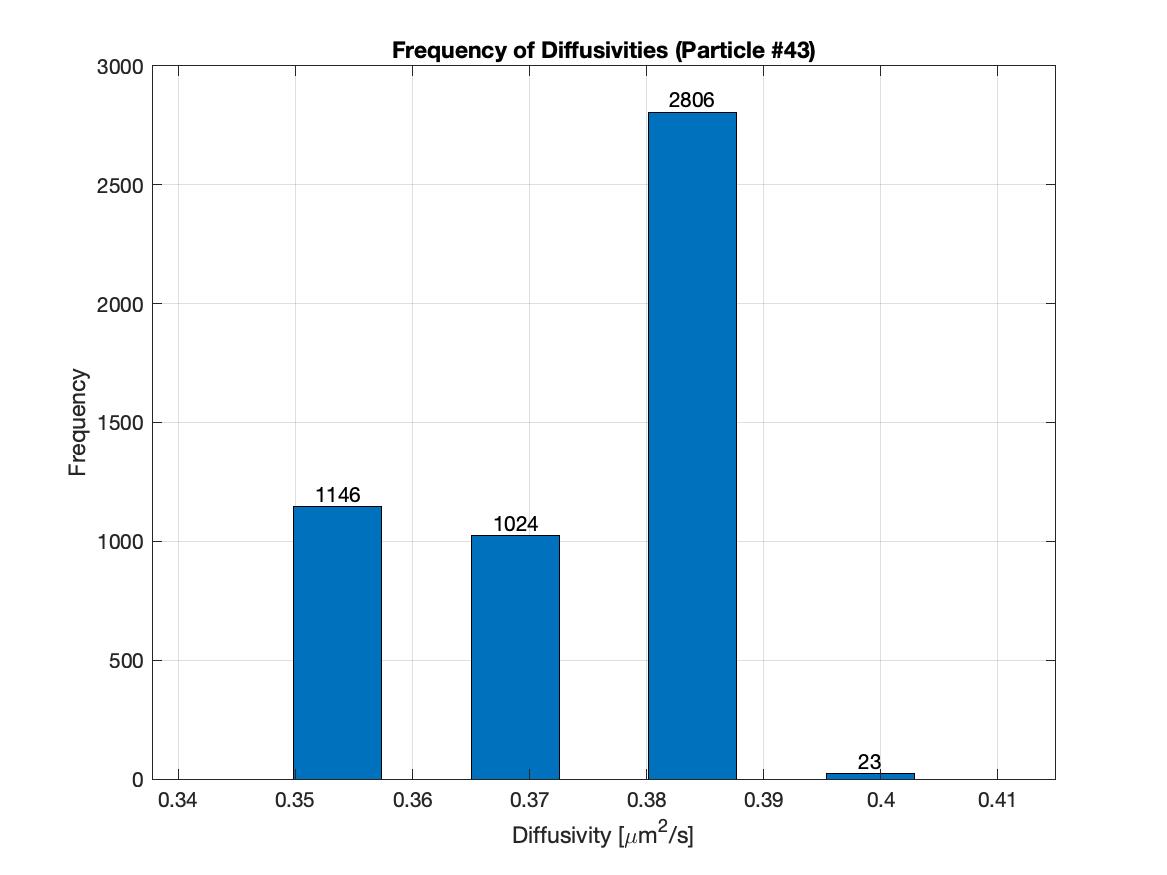 Frequency of Diffusivities (Particle #43)
3000
2806
2500
2000
1500
1146
1024
1000
500
23
0
0.34 0.35 0.36 0.37 0.38 0.39 0.4 0.41
Frequency
Diffusivity [μm²/s]